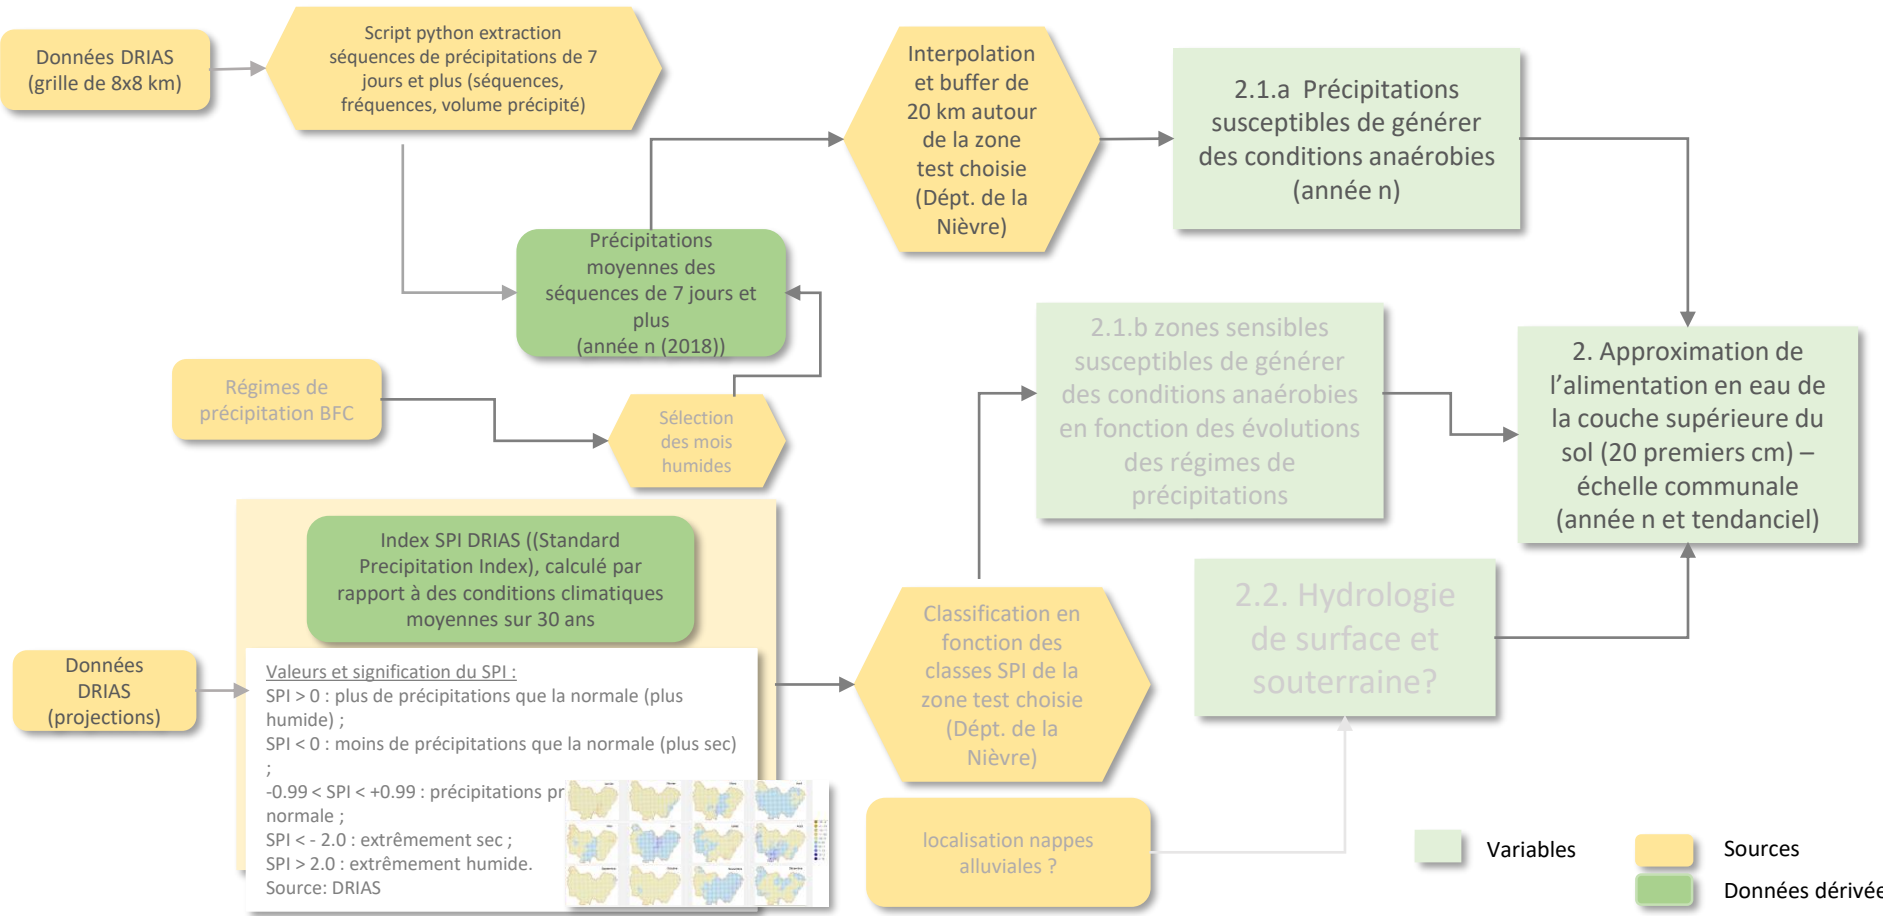 Données DRIAS
(grille de 8x8 km)
Script python extraction
séquences de précipitations de 7
jours et plus (séquences,
fréquences, volume précipité)
Interpolation
et buffer de
20 km autour
de la zone
test choisie
(Dépt. de la
Nièvre)
2.1.a Précipitations
susceptibles de générer
des conditions anaérobies
(année n)
Précipitations
moyennes des
séquences de 7 jours et
plus
(année n (2018))
Régimes de
précipitation BFC
Sélection
des mois
humides
2.1.b zones sensibles
susceptibles de générer
des conditions anaérobies
en fonction des évolutions
des régimes de
précipitations
2. Approximation de
l’alimentation en eau de
la couche supérieure du
sol (20 premiers cm) –
échelle communale
(année n et tendanciel)
Index SPI DRIAS ((Standard
Precipitation Index), calculé par
rapport à des conditions climatiques
moyennes sur 30 ans
Données
DRIAS
(projections)
Valeurs et signification du SPI :
SPI > 0 : plus de précipitations que la normale (plus
humide) ;
SPI < 0 : moins de précipitations que la normale (plus sec)
;
-0.99 < SPI < +0.99 : précipitations pr
normale ;
SPI < - 2.0 : extrêmement sec ;
SPI > 2.0 : extrêmement humide.
Source: DRIAS
Classification en
fonction des
classes SPI de la
zone test choisie
(Dépt. de la
Nièvre)
2.2. Hydrologie
de surface et
souterraine?
localisation nappes
alluviales ?
Variables
Sources
Données dérivée